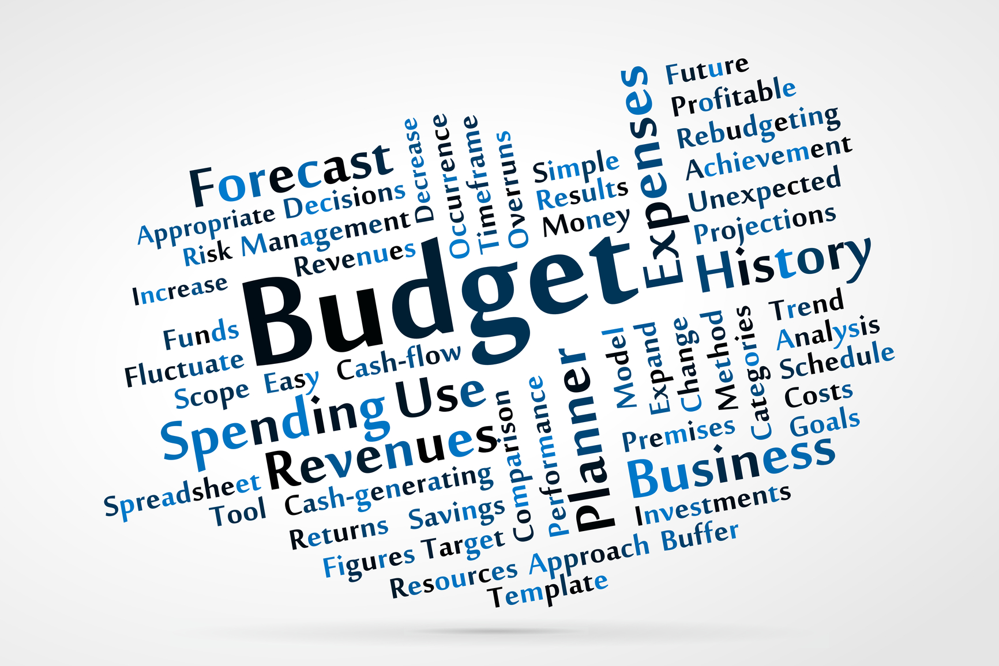 Future
Profitable
Rebudgeting
Achievement
Unexpected
Projections
Expenses
Decrease
Occurrence
Timeframe
Overruns
Simple
Results
Money
Forecast
Appropriate Decisions
Risk Management
Revenues
Increase
Budget
History
Funds
Fluctuate
Scope Easy Cash-flow
Spending Use
Revenues
Spreadsheet
Tool Cash-generating
Returns Savings
Figures Target
Comparison
Performance
Planner
Model
Expand
Change
Method
Categories
Trend
Analysis
Schedule
Costs
Goals
Premises
Business
Investments
Resources Approach Buffer
Template